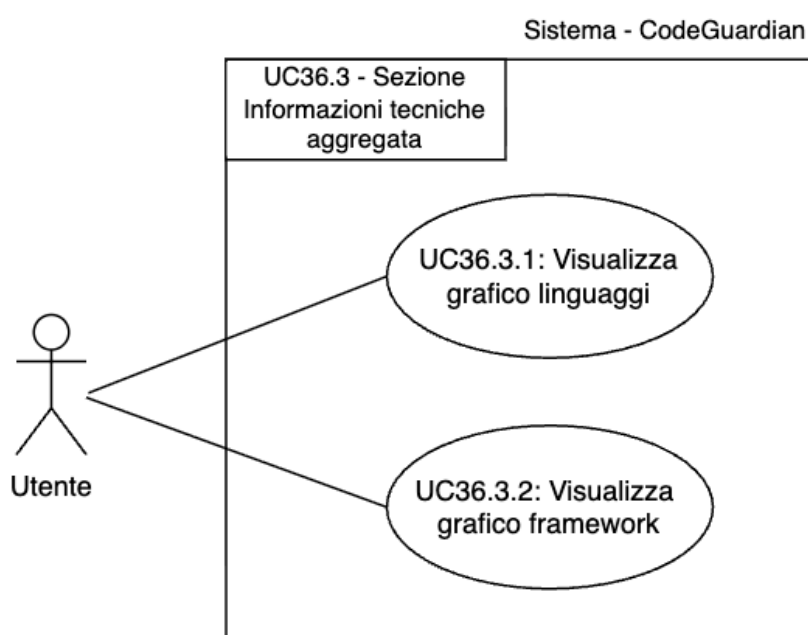 Sistema - CodeGuardian
UC36.3 - Sezione
Informazioni tecniche
aggregata
UC36.3.1: Visualizza
grafico linguaggi
Utente
UC36.3.2: Visualizza
grafico framework